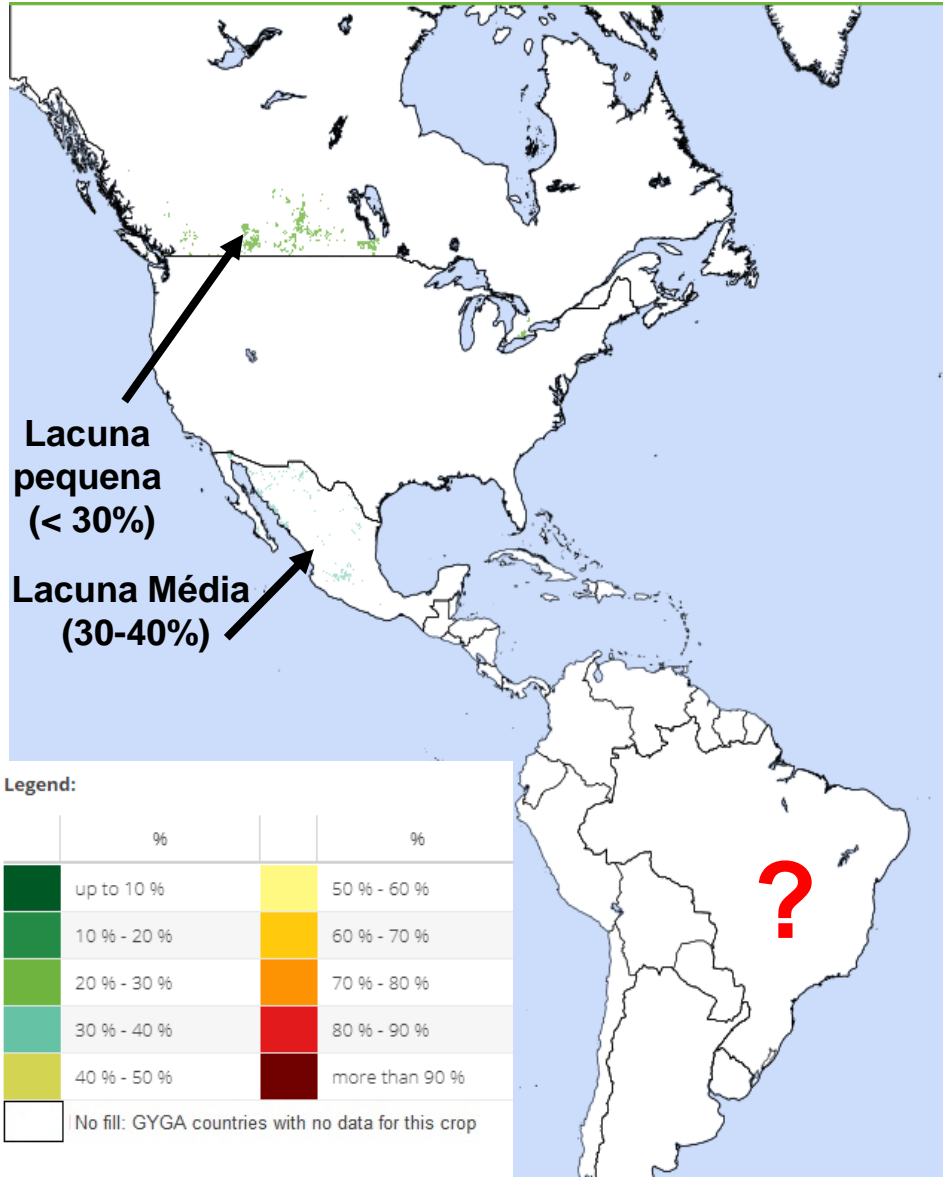 Lacuna
pequena
(< 30%)
Lacuna Média
(30-40%)
?
Legend:
% %
up to 10 % 50 % - 60 %
10 % - 20 % 60 % - 70 %
20 % - 30 % 70 % - 80 %
30 % - 40 % 80 % - 90 %
40 % - 50 % more than 90 %
No fill: GYGA countries with no data for this crop